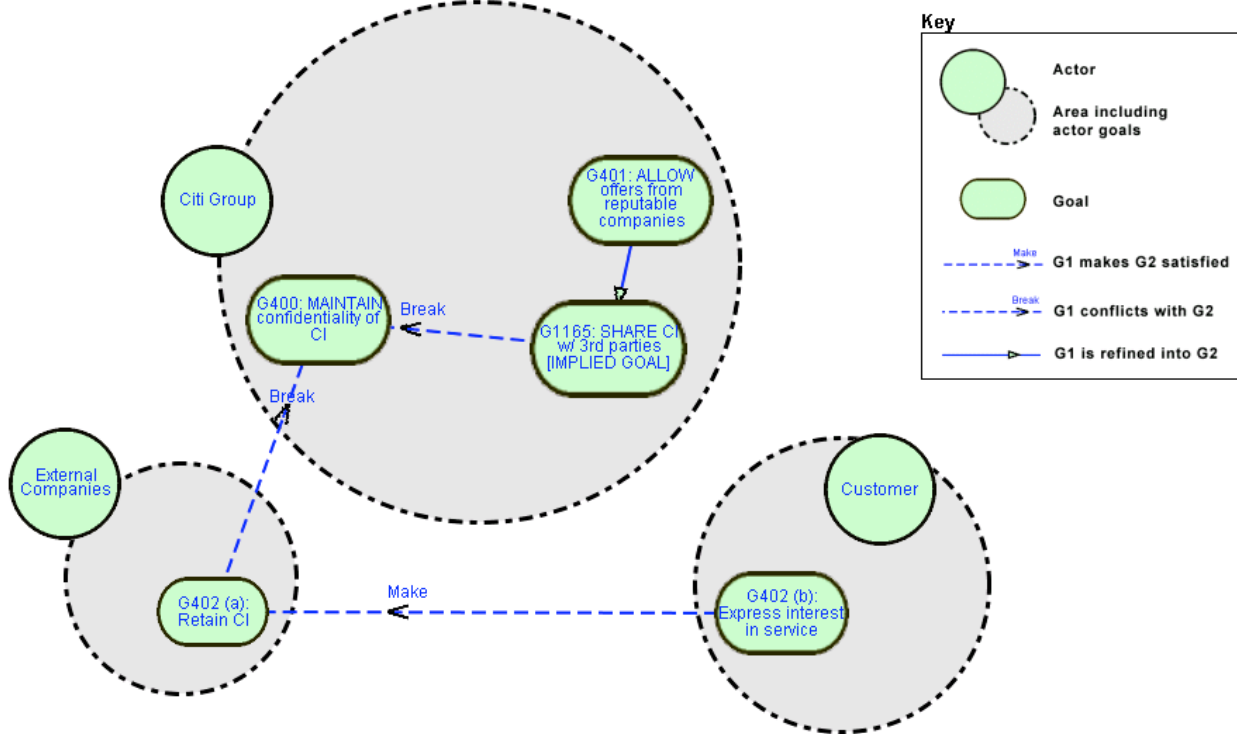 Key
Actor
Area including
actor goals
Goal
Make
G1 makes G2 satisfied
Break
G1 conflicts with G2
G1 is refined into G2
Citi Group
G401: ALLOW
offers from
reputable
companies
G400: MAINTAIN
confidentiality of
CI
Break
G1165: SHARE CI
w/ 3rd parties
[IMPLIED GOAL]
Break
External
Companies
Customer
G402 (a):
Retain CI
Make
G402 (b):
Express interest
in service